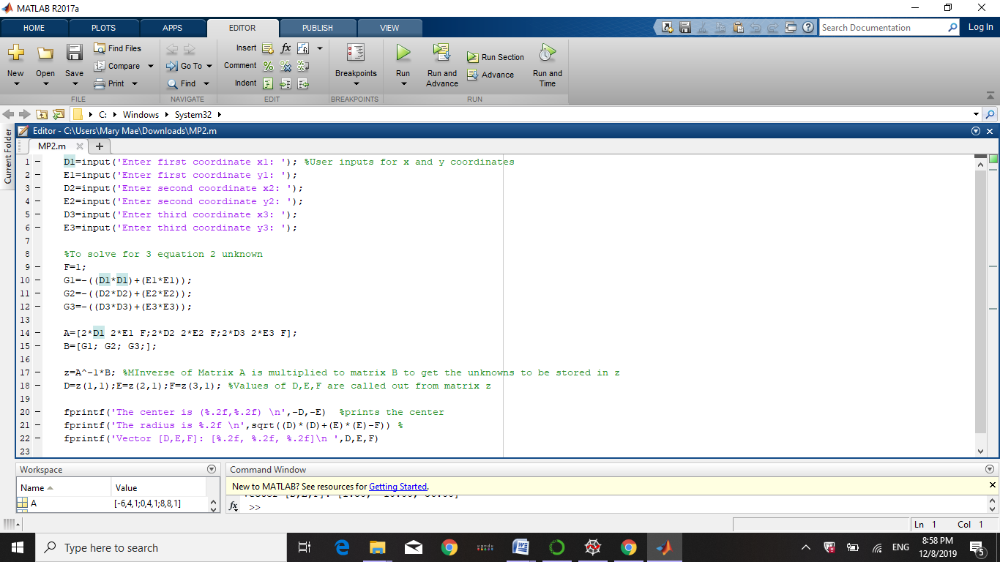 MATLAB R2017a
HOME PLOTS APPS EDITOR PUBLISH VIEW Search Documentation Log In
New Open Save Find Files Compare Print Go To Find Insert fx Comment Indent Breakpoints Run Run and Advance Run Section Advance Run and Time
FILE NAVIGATE EDIT BREAKPOINTS RUN
C: Windows System32
Current Folder
Editor - C:\Users\Mary Mae\Downloads\MP2.m
MP2.m
1 D1=input('Enter first coordinate x1: '); %User inputs for x and y coordinates
2 E1=input('Enter first coordinate y1: ');
3 D2=input('Enter second coordinate x2: ');
4 E2=input('Enter second coordinate y2: ');
5 D3=input('Enter third coordinate x3: ');
6 E3=input('Enter third coordinate y3: ');
7
8 %To solve for 3 equation 2 unknown
9 F=1;
10 G1=-((D1*D1)+(E1*E1));
11 G2=-((D2*D2)+(E2*E2));
12 G3=-((D3*D3)+(E3*E3));
13
14 A=[2*D1 2*E1 F;2*D2 2*E2 F;2*D3 2*E3 F];
15 B=[G1; G2; G3;];
16
17 z=A^-1*B; %MInverse of Matrix A is multiplied to matrix B to get the unknowns to be stored in z
18 D=z(1,1);E=z(2,1);F=z(3,1); %Values of D,E,F are called out from matrix z
19
20 fprintf('The center is (%.2f,%.2f) \n',-D,-E) %prints the center
21 fprintf('The radius is %.2f \n',sqrt((D)*(D)+(E)*(E)-F)) %
22 fprintf('Vector [D,E,F]: [%.2f, %.2f, %.2f]\n ',D,E,F)
23
Workspace
Name Value
A [-6,4,1;0,4,1;8,8,1]
Command Window
New to MATLAB? See resources for Getting Started.
fx >>
Ln 1 Col 1
Type here to search
ENG
8:58 PM
12/8/2019
5